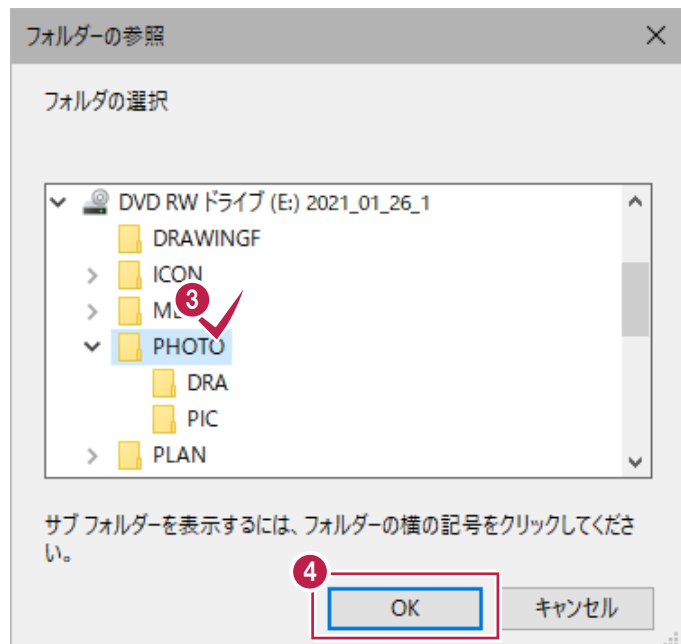 フォルダーの参照
フォルダの選択
DVD RW ドライブ (E:) 2021_01_26_1
DRAWINGF
ICON
3
PHOTO
DRA
PIC
PLAN
サブ フォルダーを表示するには、フォルダーの横の記号をクリックしてくださ
い。
4
OK
キャンセル